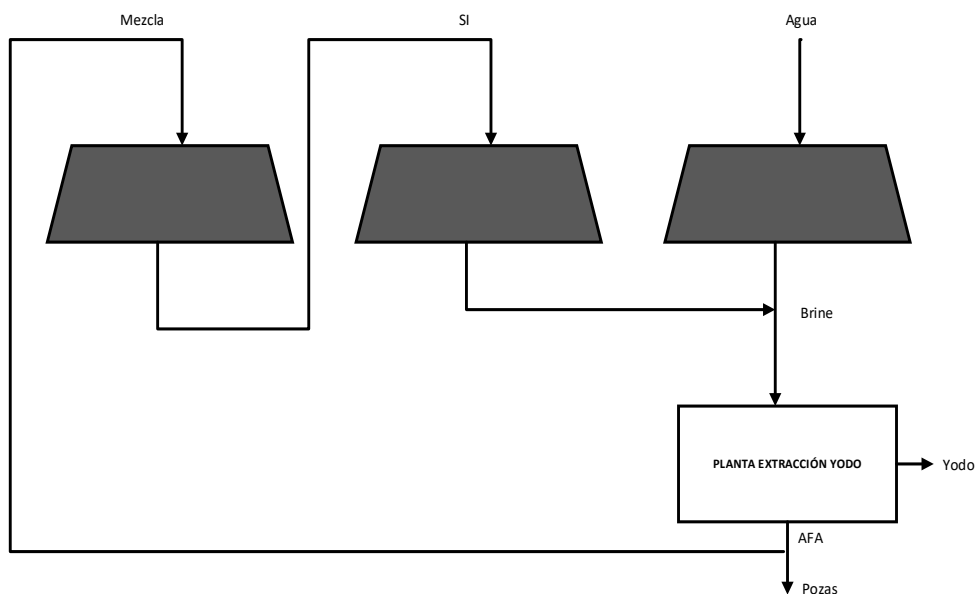 Mezcla
SI
Agua
Brine
PLANTA EXTRACCIÓN YODO
Yodo
AFA
Pozas